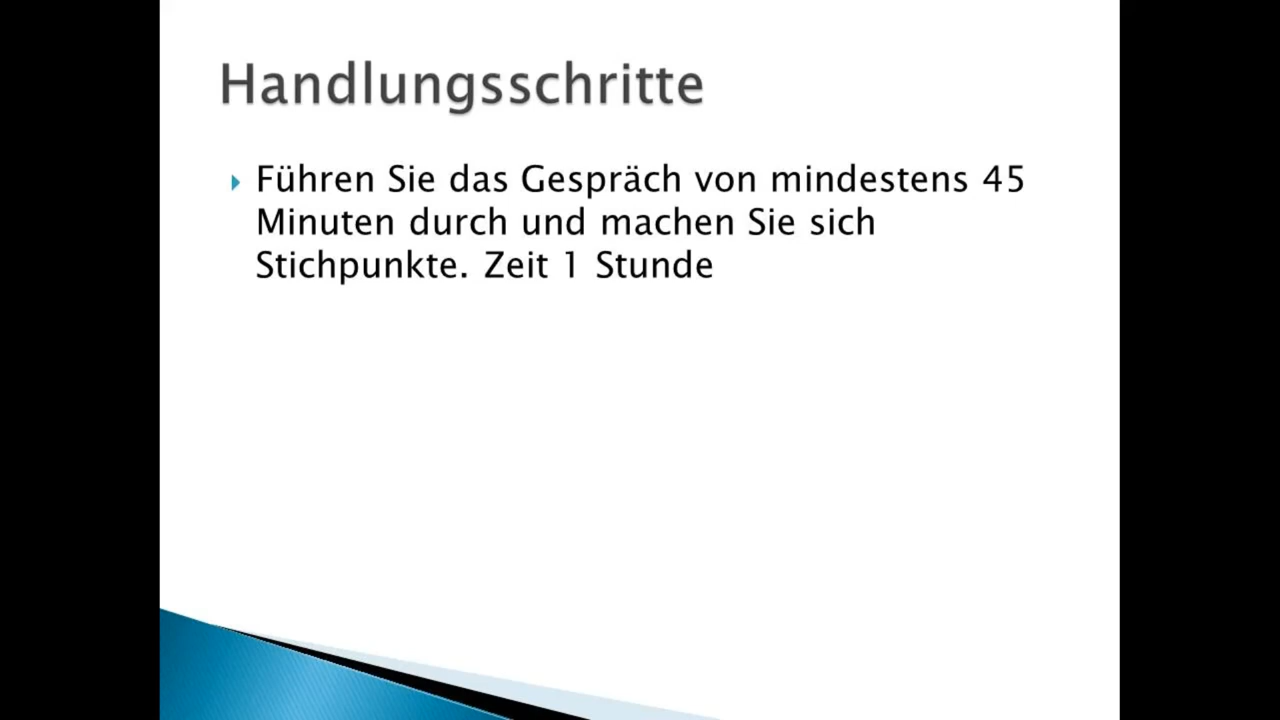 Handlungsschritte
Führen Sie das Gespräch von mindestens 45
Minuten durch und machen Sie sich
Stichpunkte. Zeit 1 Stunde